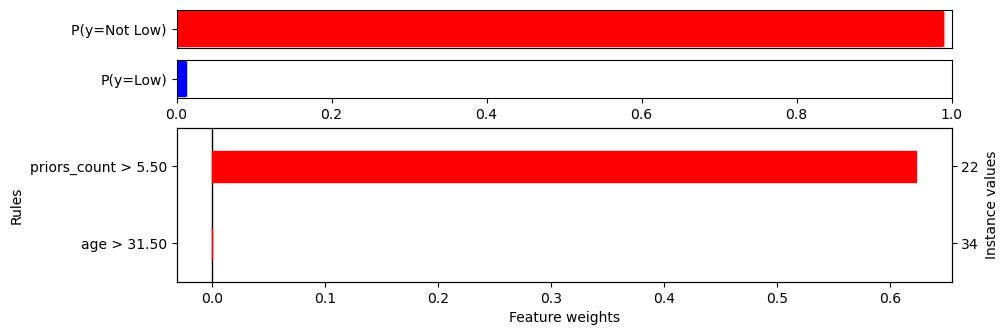 P(y=Not Low)
P(y=Low)
0.0 0.2 0.4 0.6 0.8 1.0
priors_count > 5.50 22
age > 31.50 34
Rules
Instance values
0.0 0.1 0.2 0.3 0.4 0.5 0.6
Feature weights